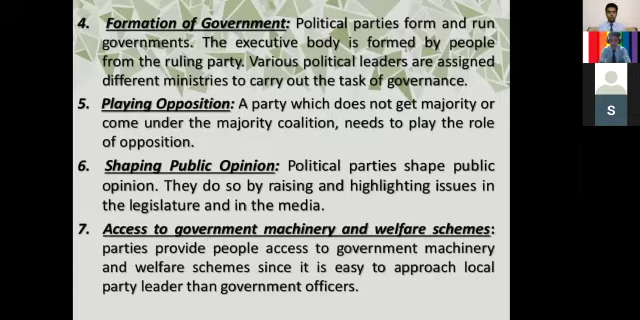 4. Formation of Government: Political parties form and run
governments. The executive body is formed by people
from the ruling party. Various political leaders are assigned
different ministries to carry out the task of governance.
5. Playing Opposition: A party which does not get majority or
come under the majority coalition, needs to play the role
of opposition.
6. Shaping Public Opinion: Political parties shape public
opinion. They do so by raising and highlighting issues in
the legislature and in the media.
7. Access to government machinery and welfare schemes:
parties provide people access to government machinery
and welfare schemes since it is easy to approach local
party leader than government officers.
S